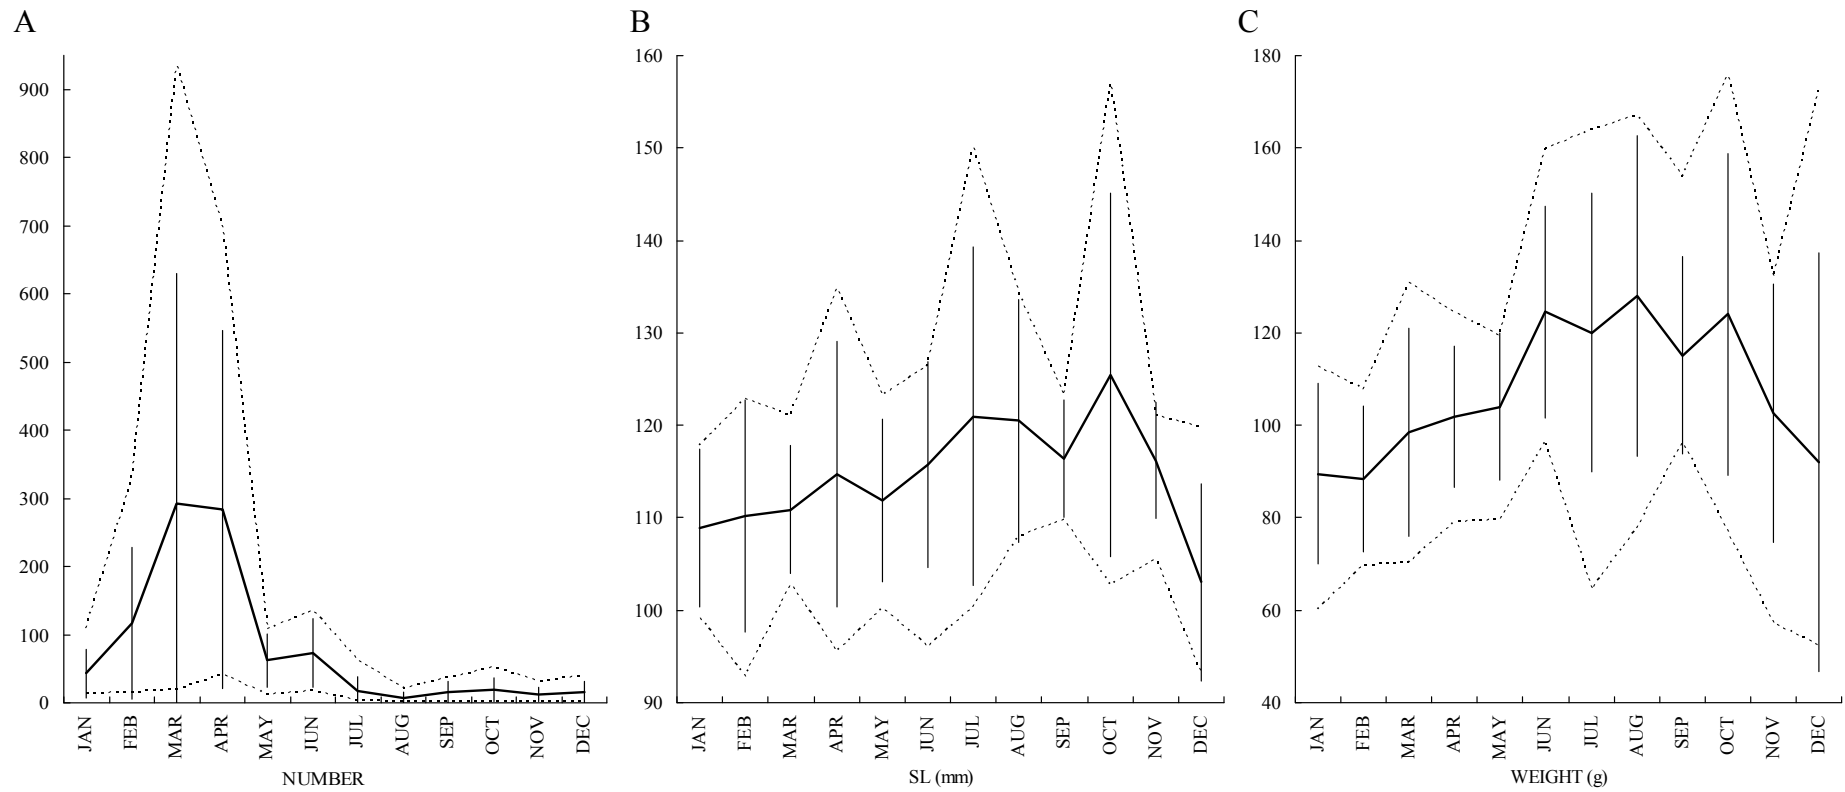 A
900
800
700
600
500
400
300
200
100
0
JAN
FEB
MAR
APR
MAY
JUN
JUL
AUG
SEP
OCT
NOV
DEC
NUMBER
B
160
150
140
130
120
110
100
90
JAN
FEB
MAR
APR
MAY
JUN
JUL
AUG
SEP
OCT
NOV
DEC
SL (mm)
C
180
160
140
120
100
80
60
40
JAN
FEB
MAR
APR
MAY
JUN
JUL
AUG
SEP
OCT
NOV
DEC
WEIGHT (g)